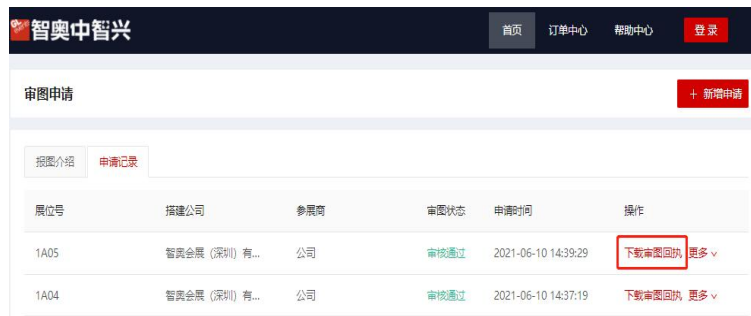 智奥中智兴 首页 订单中心 帮助中心 登录
审图申请 + 新增申请
报图介绍 申请记录
展位号 搭建公司 参展商 审图状态 申请时间 操作
1A05 智奥会展（深圳）有... 公司 审核通过 2021-06-10 14:39:29 下载审图回执 更多
1A04 智奥会展（深圳）有... 公司 审核通过 2021-06-10 14:37:19 下载审图回执 更多